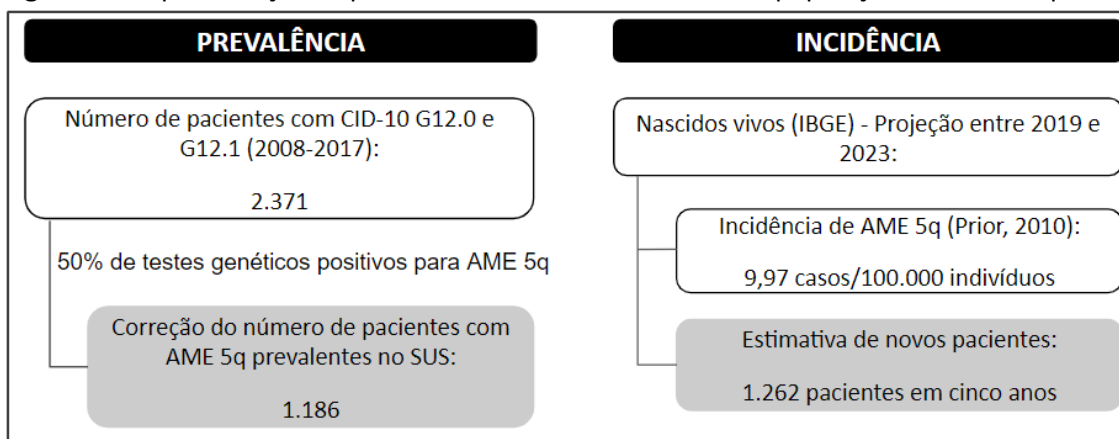 PREVALÊNCIA
Número de pacientes com CID-10 G12.0 e
G12.1 (2008-2017):
2.371
50% de testes genéticos positivos para AME 5q
Correção do número de pacientes com
AME 5q prevalentes no SUS:
1.186
INCIDÊNCIA
Nascidos vivos (IBGE) - Projeção entre 2019 e
2023:
Incidência de AME 5q (Prior, 2010):
9,97 casos/100.000 indivíduos
Estimativa de novos pacientes:
1.262 pacientes em cinco anos